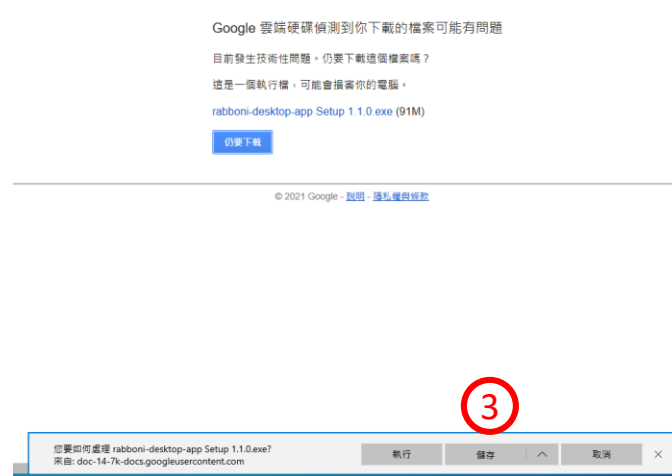 Google 雲端硬碟偵測到你下載的檔案可能有問題
目前發生技術性問題。仍要下載這個檔案嗎？
這是一個執行檔，可能會損害你的電腦。
rabboni-desktop-app Setup 1.1.0.exe (91M)
仍要下載
© 2021 Google - 說明 - 隱私權與條款
3
您要如何處理 rabboni-desktop-app Setup 1.1.0.exe?
來自: doc-14-7k-docs.googleusercontent.com
執行 儲存 取消